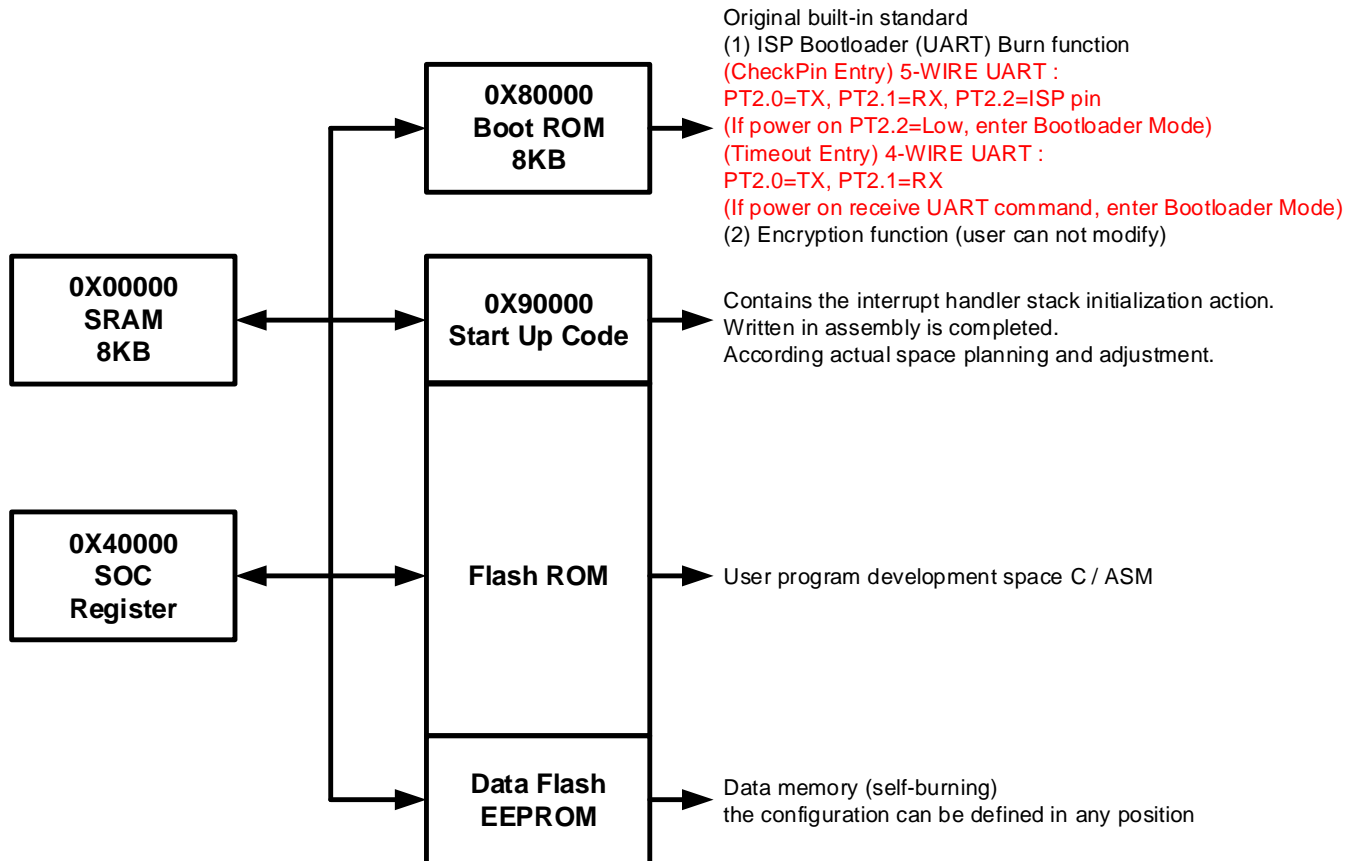 Original built-in standard
(1) ISP Bootloader (UART) Burn function
(CheckPin Entry) 5-WIRE UART :
PT2.0=TX, PT2.1=RX, PT2.2=ISP pin
(If power on PT2.2=Low, enter Bootloader Mode)
(Timeout Entry) 4-WIRE UART :
PT2.0=TX, PT2.1=RX
(If power on receive UART command, enter Bootloader Mode)
(2) Encryption function (user can not modify)
0X80000
Boot ROM
8KB
0X00000
SRAM
8KB
0X90000
Start Up Code
Contains the interrupt handler stack initialization action.
Written in assembly is completed.
According actual space planning and adjustment.
0X40000
SOC
Register
Flash ROM
User program development space C / ASM
Data Flash
EEPROM
Data memory (self-burning)
the configuration can be defined in any position